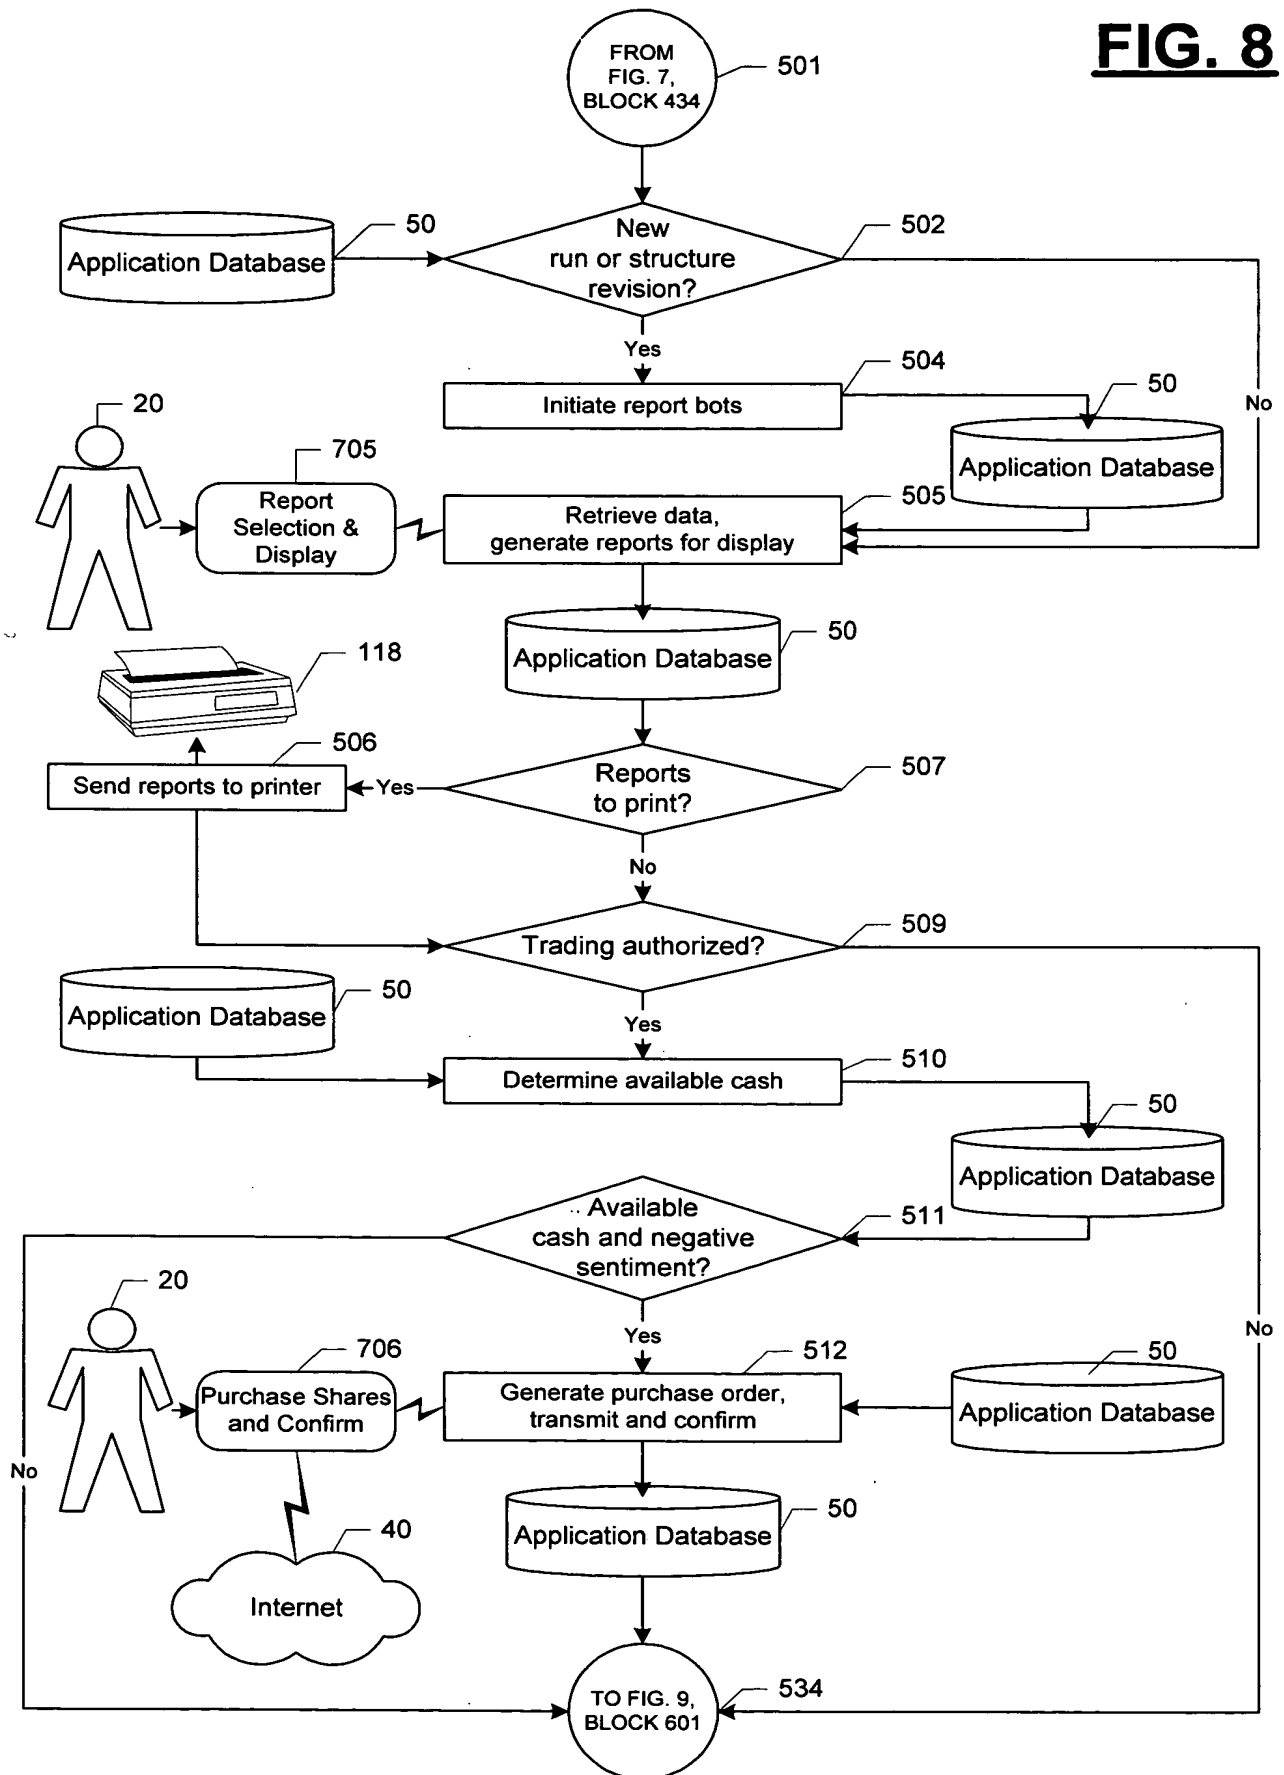 FIG. 8
FROM
FIG. 7,
BLOCK 434
501
50
Application Database
New
run or structure
revision?
502
Yes
No
504
Initiate report bots
50
Application Database
20
705
Report
Selection &
Display
505
Retrieve data,
generate reports for display
50
Application Database
118
506
Send reports to printer
Yes
Reports
to print?
507
No
Trading authorized?
509
50
Application Database
Yes
510
Determine available cash
50
Application Database
Available
cash and negative
sentiment?
511
20
Yes
No
706
Purchase Shares
and Confirm
512
Generate purchase order,
transmit and confirm
50
Application Database
No
50
Application Database
40
Internet
TO FIG. 9,
BLOCK 601
534